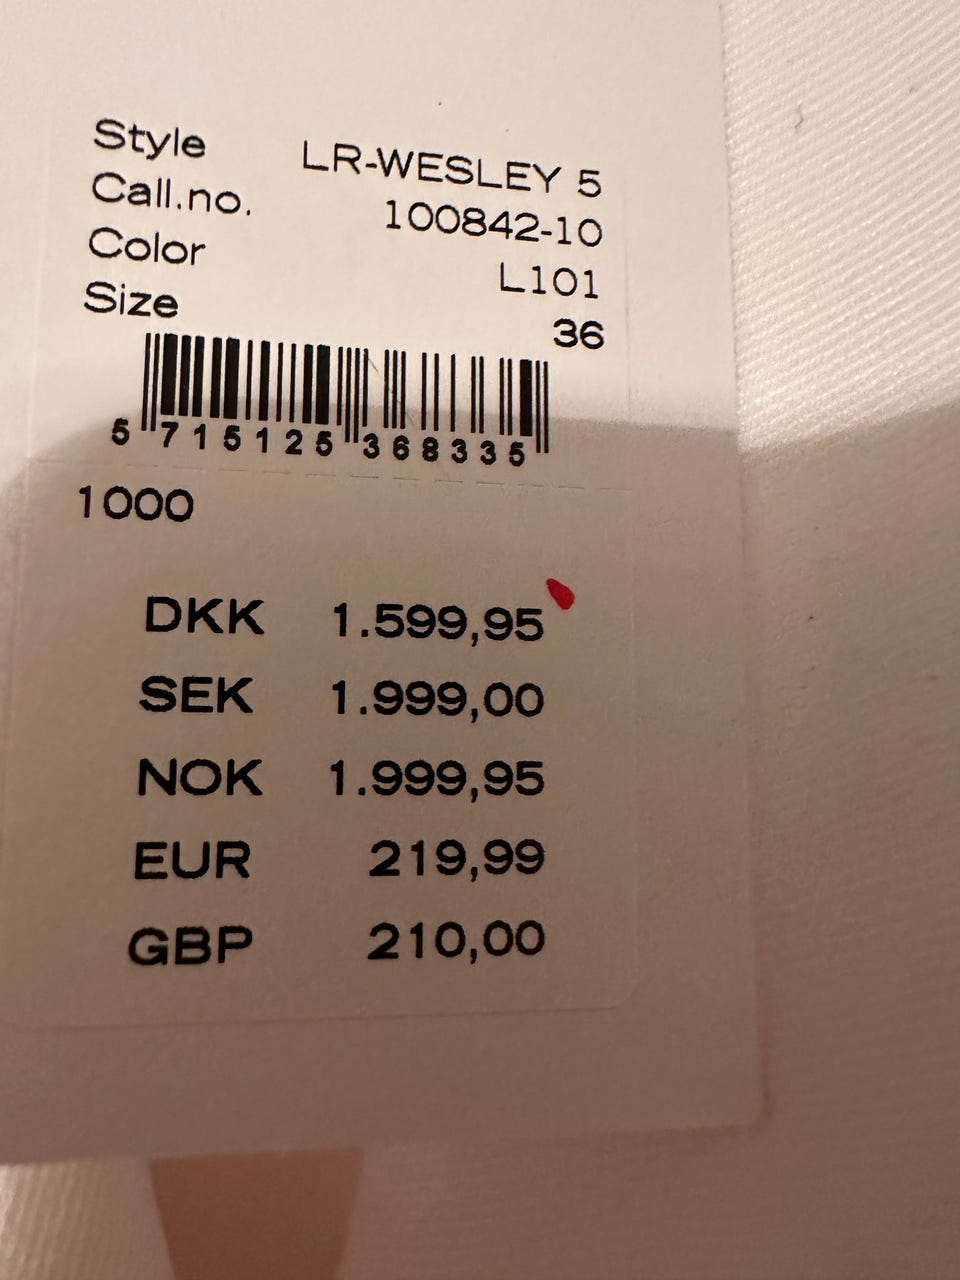 Style LR-WESLEY 5
Call.no. 100842-10
Color L101
Size 36
5 715125 368335
1000
DKK 1.599,95
SEK 1.999,00
NOK 1.999,95
EUR 219,99
GBP 210,00